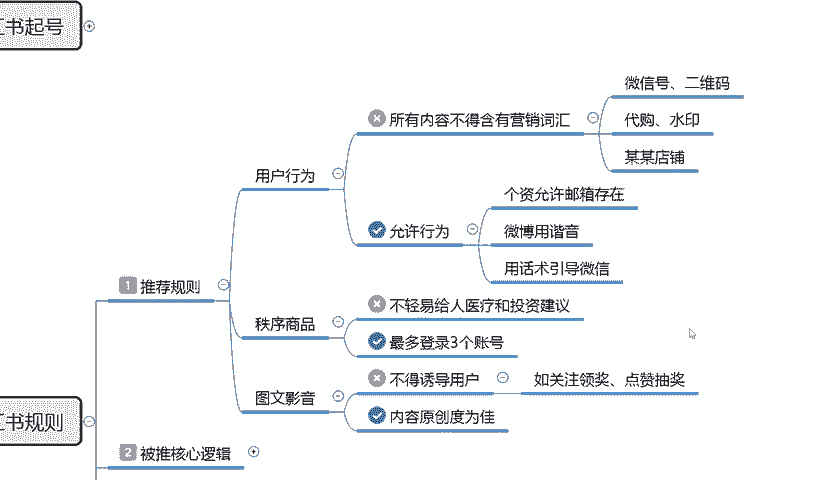 书起号
微信号、二维码
所有内容不得含有营销词汇
代购、水印
某某店铺
用户行为
个资允许邮箱存在
允许行为
微博用谐音
用话术引导微信
1 推荐规则
不轻易给人医疗和投资建议
秩序商品
最多登录3个账号
不得诱导用户
如关注领奖、点赞抽奖
图文影音
内容原创度为佳
书规则
2 被推核心逻辑